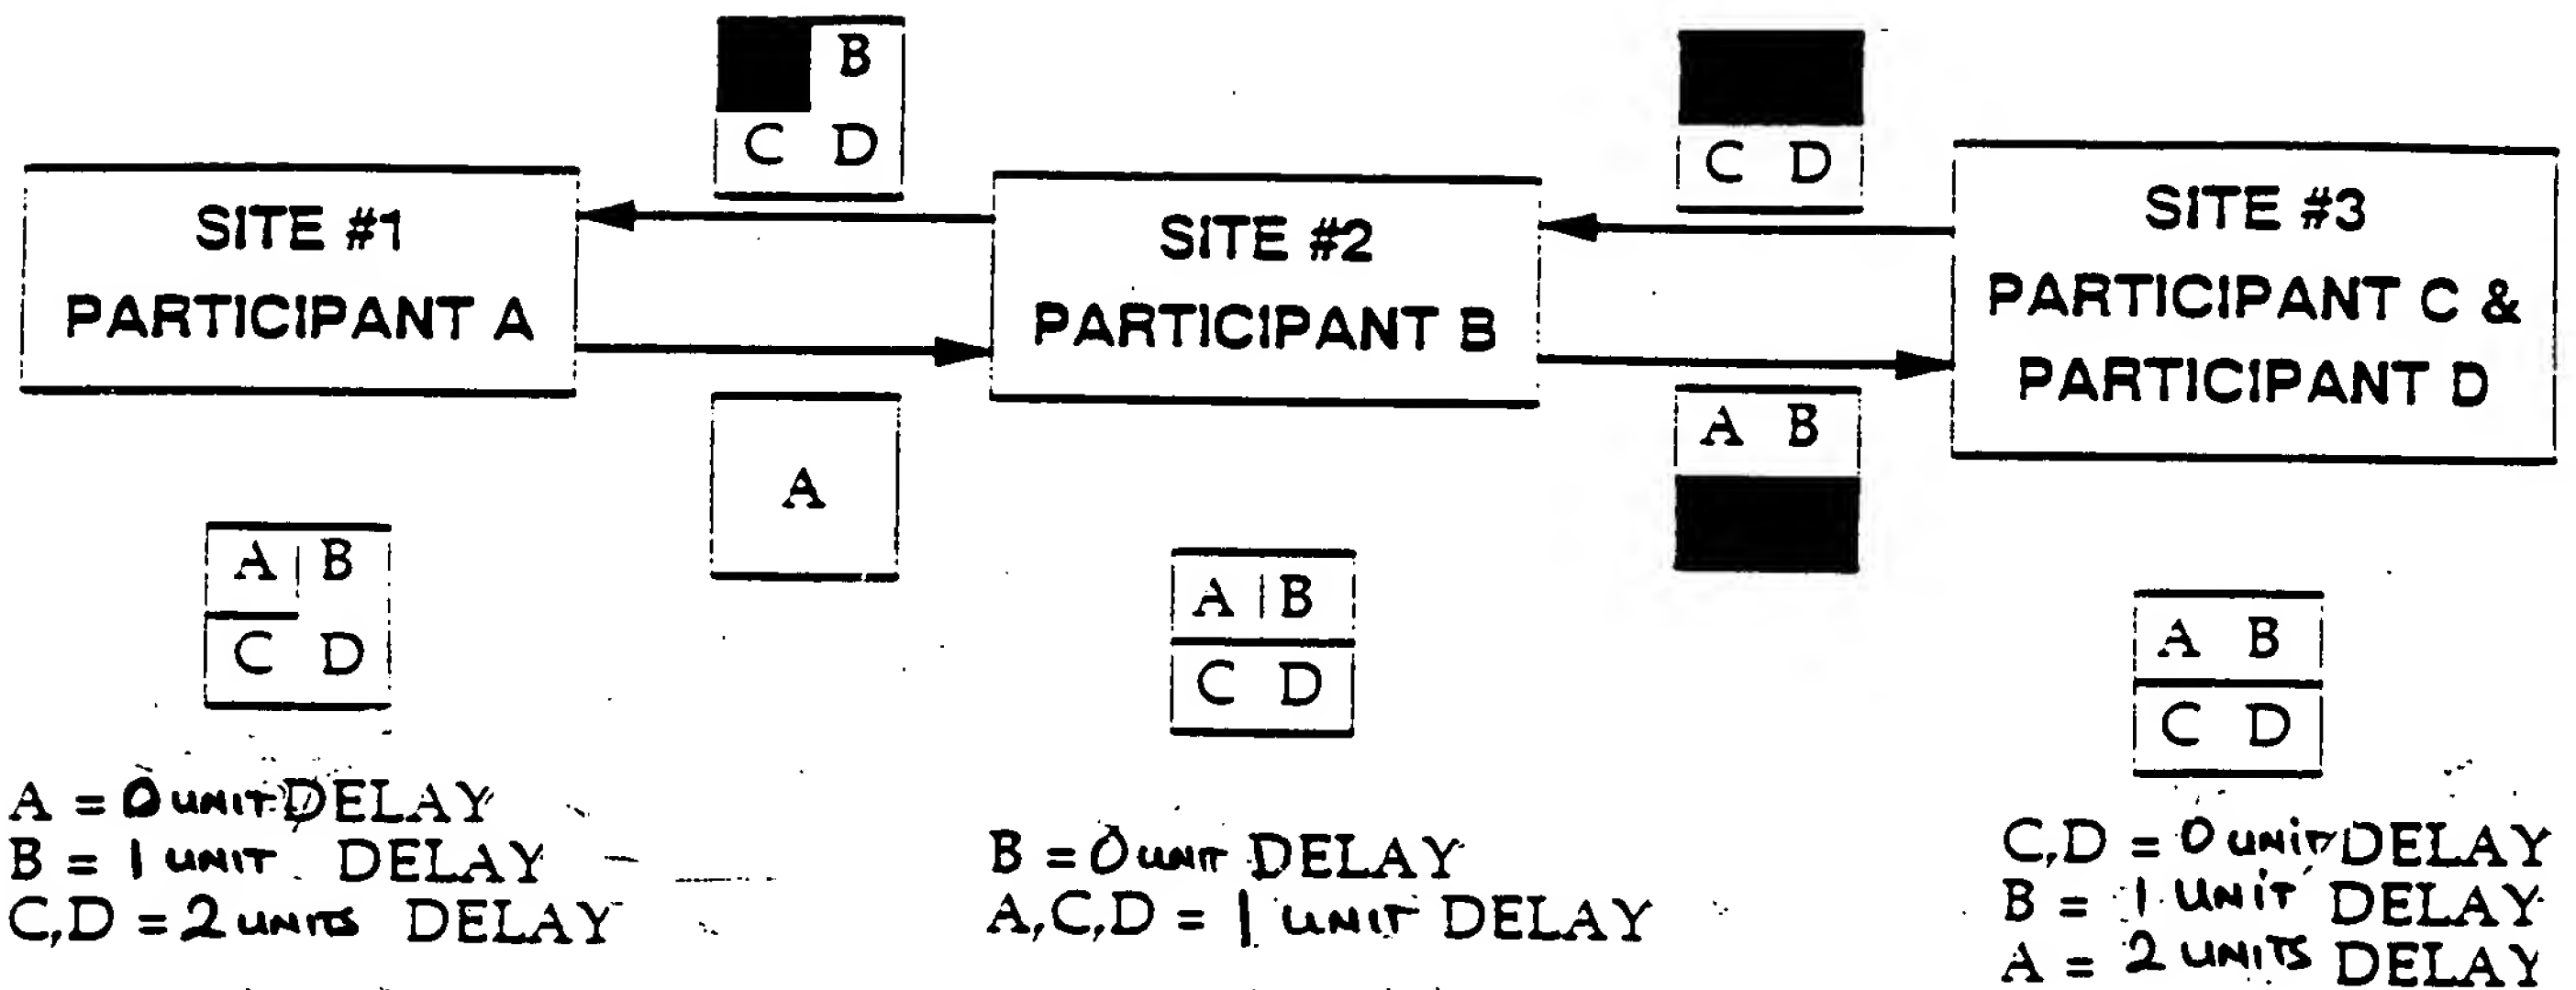 B
C D
C D
SITE #1
PARTICIPANT A
SITE #2
PARTICIPANT B
SITE #3
PARTICIPANT C &
PARTICIPANT D
A
A B
A B
C D
A B
C D
A B
C D
A = 0 UNIT DELAY
B = 1 UNIT DELAY
C,D = 2 UNITS DELAY
B = 0 UNIT DELAY
A,C,D = 1 UNIT DELAY
C,D = 0 UNIT DELAY
B = 1 UNIT DELAY
A = 2 UNITS DELAY